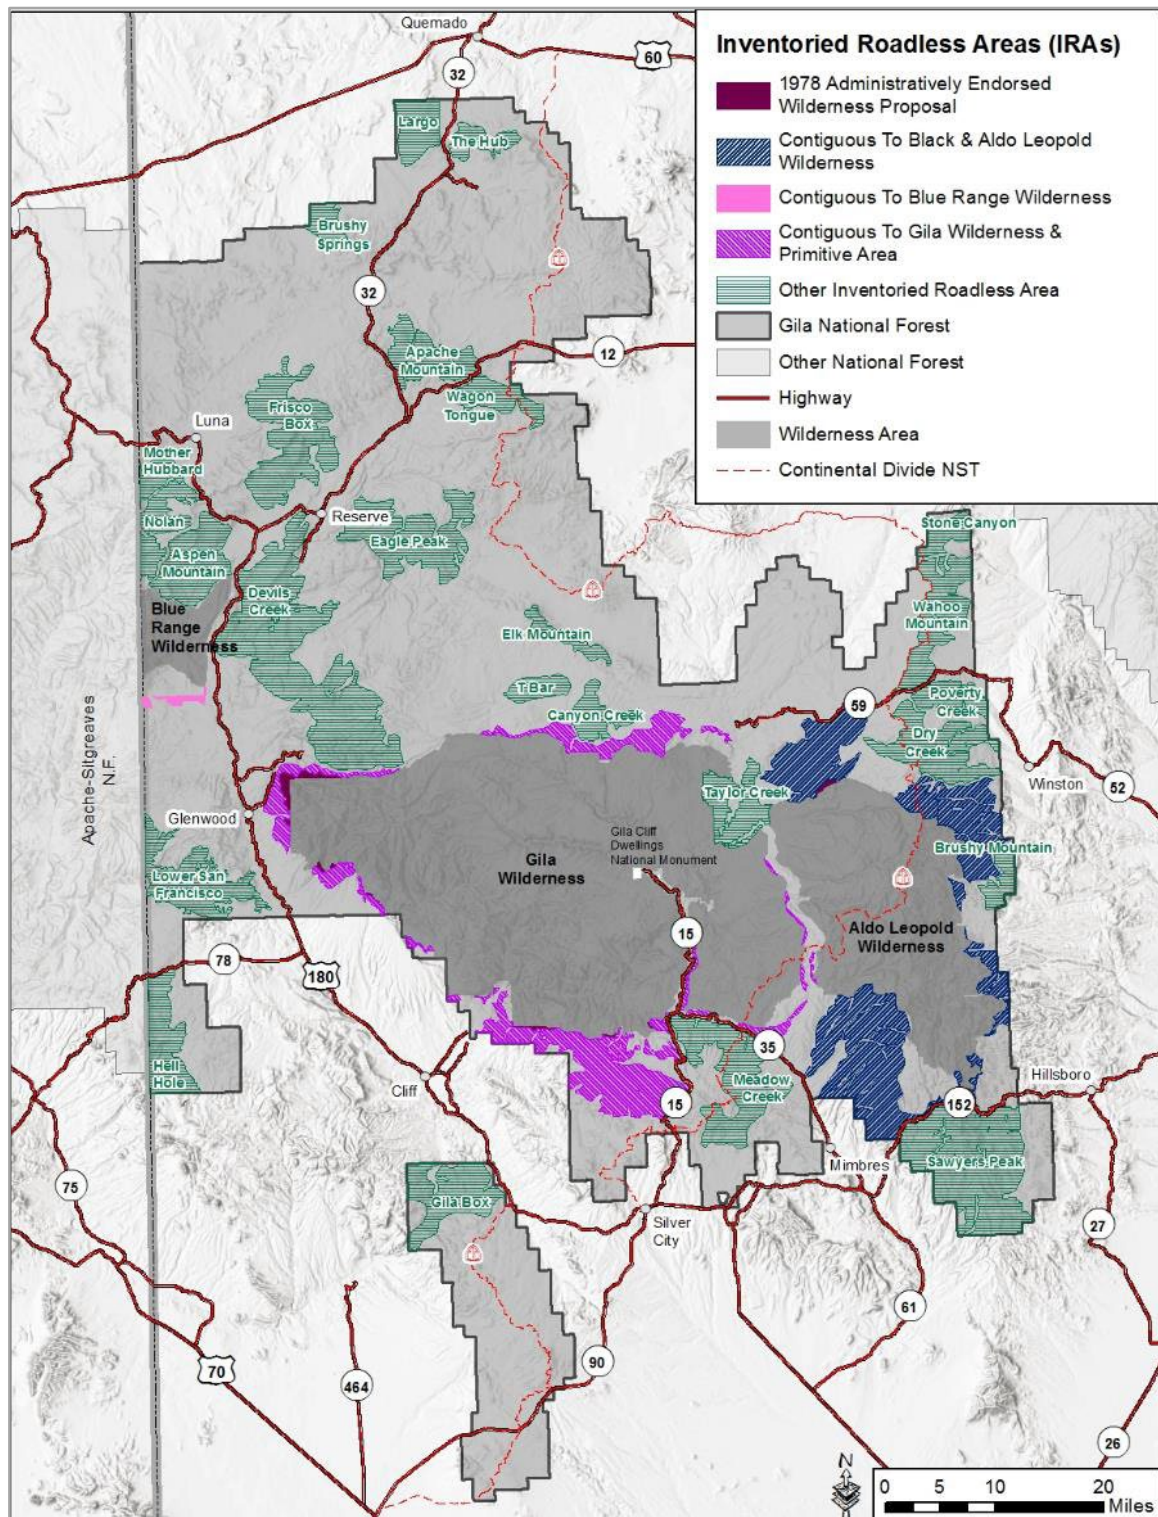 Quemado
60
32
Largo
The Hub
Brushy
Springs
32
Apache
Mountain
12
Wagon
Tongue
Frisco
Box
Luna
Mother
Hubbard
Reserve
Nolan
Eagle Peak
Aspen
Mountain
Devils
Creek
Blue
Range
Wilderness
Elk Mountain
T Bar
Canyon Creek
Stone Canyon
Wahoo
Mountain
59
Poverty
Creek
Dry
Creek
Winston
52
Apache-Sitgreaves
N.F.
Glenwood
Taylor Creek
Gila Cliff
Dwellings
National Monument
Gila
Wilderness
Brushy Mountain
Lower San
Francisco
15
Aldo Leopold
Wilderness
78
180
35
Hell
Hole
Cliff
15
Meadow
Creek
Hillsboro
152
Mimbres
Sawyers Peak
75
Gila Box
Silver
City
27
61
70
464
90
26
Inventoried Roadless Areas (IRAs)
1978 Administratively Endorsed
Wilderness Proposal
Contiguous To Black & Aldo Leopold
Wilderness
Contiguous To Blue Range Wilderness
Contiguous To Gila Wilderness &
Primitive Area
Other Inventoried Roadless Area
Gila National Forest
Other National Forest
Highway
Wilderness Area
Continental Divide NST
N
0 5 10 20
Miles